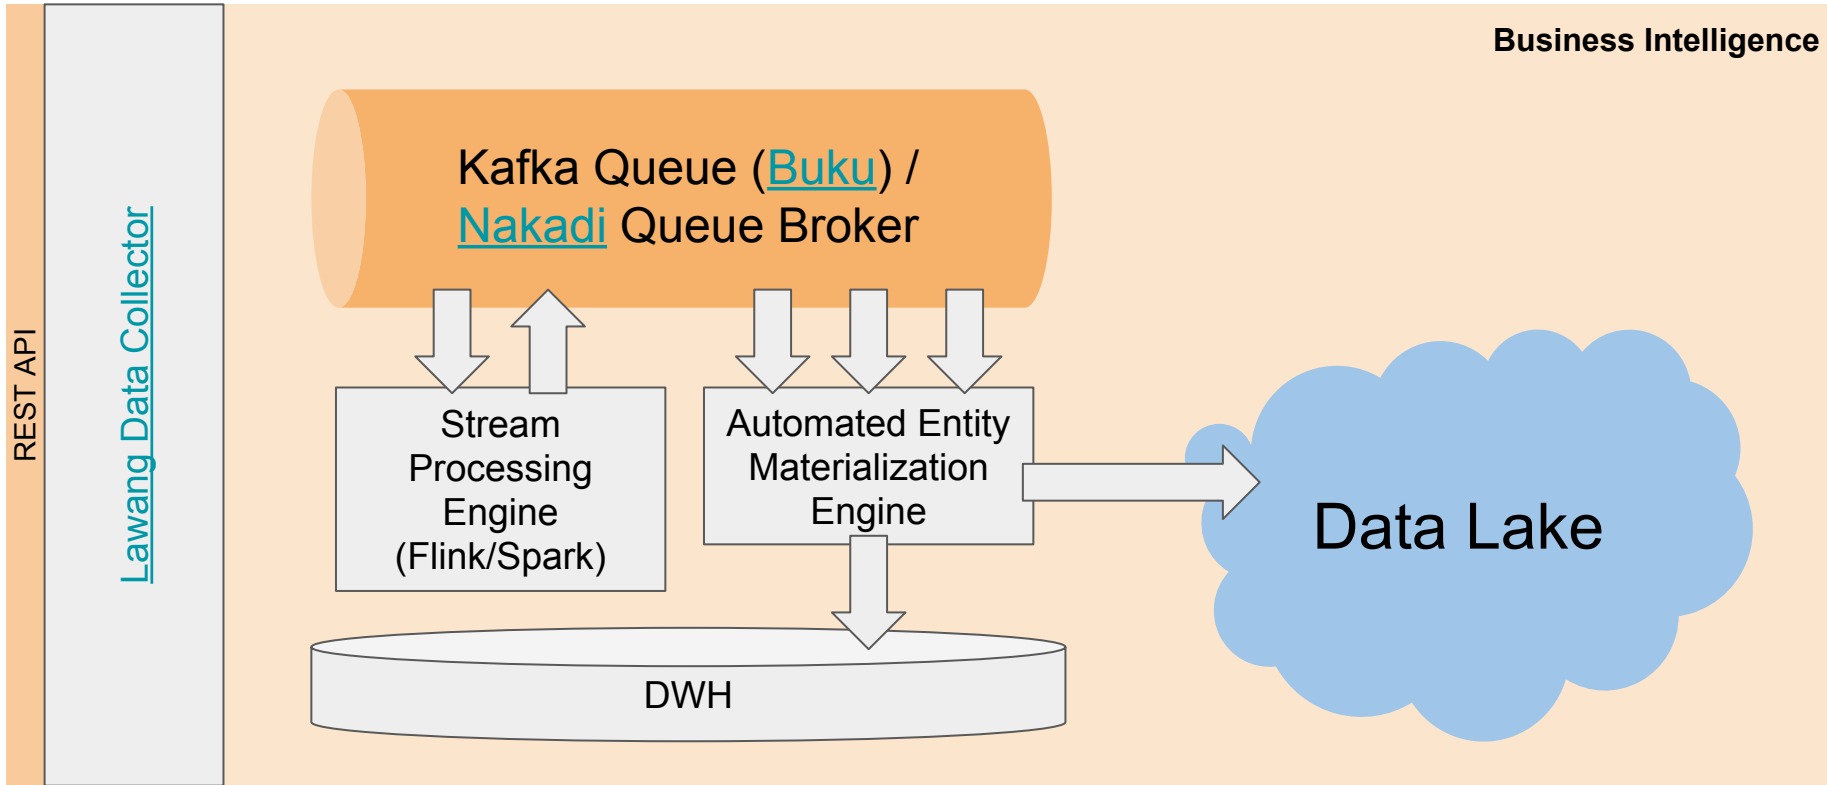 Business Intelligence
REST API
Lawang Data Collector
Kafka Queue (Buku) /
Nakadi Queue Broker
Stream
Processing
Engine
(Flink/Spark)
Automated Entity
Materialization
Engine
Data Lake
DWH